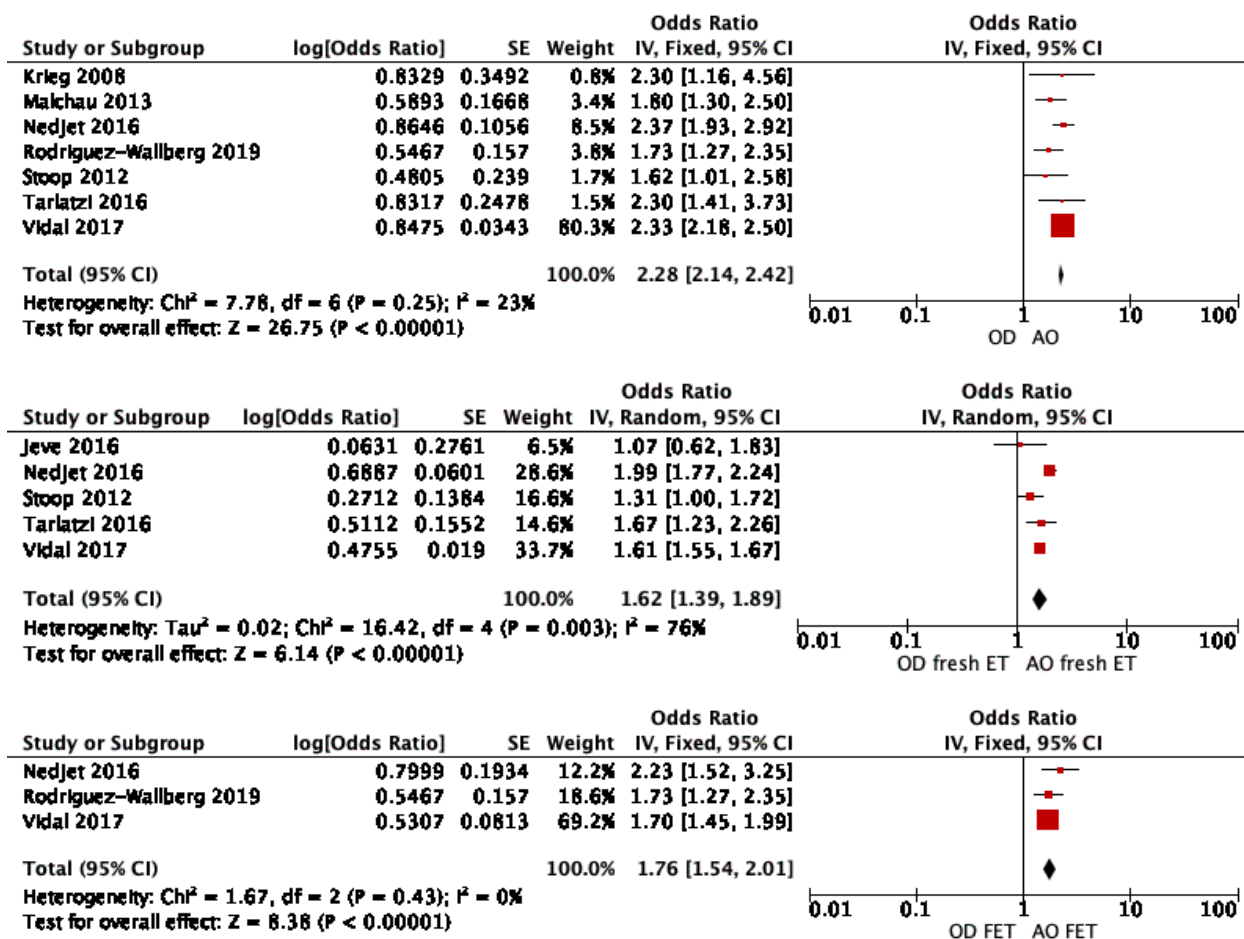 Odds Ratio Odds Ratio
Study or Subgroup log[Odds Ratio] SE Weight IV, Fixed, 95% CI IV, Fixed, 95% CI
Krieg 2008 0.8329 0.3492 0.8% 2.30 [1.16, 4.56]
Malchau 2013 0.5893 0.1668 3.4% 1.80 [1.30, 2.50]
Nedjet 2016 0.8646 0.1056 8.5% 2.37 [1.93, 2.92]
Rodriguez-Wallberg 2019 0.5467 0.157 3.8% 1.73 [1.27, 2.35]
Stoop 2012 0.4805 0.239 1.7% 1.62 [1.01, 2.58]
Tarlatzi 2016 0.8317 0.2478 1.5% 2.30 [1.41, 3.73]
Vidal 2017 0.8475 0.0343 80.3% 2.33 [2.18, 2.50]
Total (95% CI) 100.0% 2.28 [2.14, 2.42]
Heterogeneity: Chi² = 7.78, df = 6 (P = 0.25); I² = 23%
Test for overall effect: Z = 26.75 (P < 0.00001)
0.01 0.1 1 10 100
OD AO
Odds Ratio Odds Ratio
Study or Subgroup log[Odds Ratio] SE Weight IV, Random, 95% CI IV, Random, 95% CI
Jeve 2016 0.0631 0.2761 6.5% 1.07 [0.62, 1.83]
Nedjet 2016 0.6887 0.0601 28.6% 1.99 [1.77, 2.24]
Stoop 2012 0.2712 0.1384 16.6% 1.31 [1.00, 1.72]
Tarlatzi 2016 0.5112 0.1552 14.6% 1.67 [1.23, 2.26]
Vidal 2017 0.4755 0.019 33.7% 1.61 [1.55, 1.67]
Total (95% CI) 100.0% 1.62 [1.39, 1.89]
Heterogeneity: Tau² = 0.02; Chi² = 16.42, df = 4 (P = 0.003); I² = 76%
Test for overall effect: Z = 6.14 (P < 0.00001)
0.01 0.1 1 10 100
OD fresh ET AO fresh ET
Odds Ratio Odds Ratio
Study or Subgroup log[Odds Ratio] SE Weight IV, Fixed, 95% CI IV, Fixed, 95% CI
Nedjet 2016 0.7999 0.1934 12.2% 2.23 [1.52, 3.25]
Rodriguez-Wallberg 2019 0.5467 0.157 18.6% 1.73 [1.27, 2.35]
Vidal 2017 0.5307 0.0813 69.2% 1.70 [1.45, 1.99]
Total (95% CI) 100.0% 1.76 [1.54, 2.01]
Heterogeneity: Chi² = 1.67, df = 2 (P = 0.43); I² = 0%
Test for overall effect: Z = 8.38 (P < 0.00001)
0.01 0.1 1 10 100
OD FET AO FET